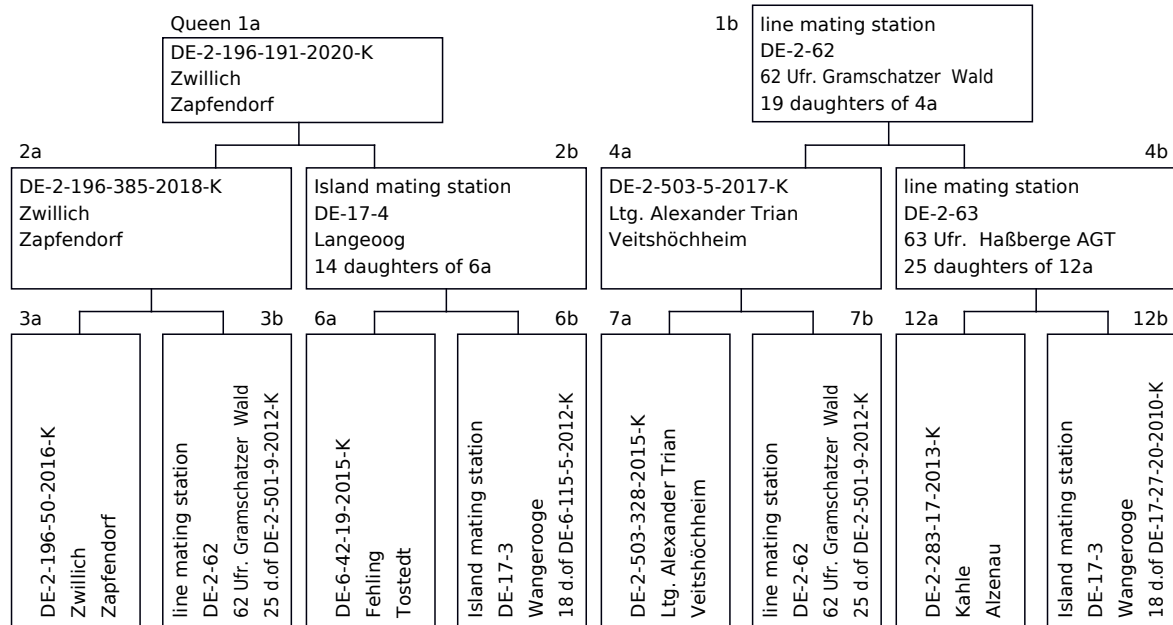 Queen 1a
DE-2-196-191-2020-K
Zwillich
Zapfendorf
1b
line mating station
DE-2-62
62 Ufr. Gramschatzer Wald
19 daughters of 4a
2a
DE-2-196-385-2018-K
Zwillich
Zapfendorf
2b
Island mating station
DE-17-4
Langeoog
14 daughters of 6a
4a
DE-2-503-5-2017-K
Ltg. Alexander Trian
Veitshöchheim
4b
line mating station
DE-2-63
63 Ufr. Haßberge AGT
25 daughters of 12a
3a
DE-2-196-50-2016-K
Zwillich
Zapfendorf
3b
line mating station
DE-2-62
62 Ufr. Gramschatzer Wald
25 d.of DE-2-501-9-2012-K
6a
DE-6-42-19-2015-K
Fehling
Tostedt
6b
Island mating station
DE-17-3
Wangerooge
18 d.of DE-6-115-5-2012-K
7a
DE-2-503-328-2015-K
Ltg. Alexander Trian
Veitshöchheim
7b
line mating station
DE-2-62
62 Ufr. Gramschatzer Wald
25 d.of DE-2-501-9-2012-K
12a
DE-2-283-17-2013-K
Kahle
Alzenau
12b
Island mating station
DE-17-3
Wangerooge
18 d.of DE-17-27-20-2010-K